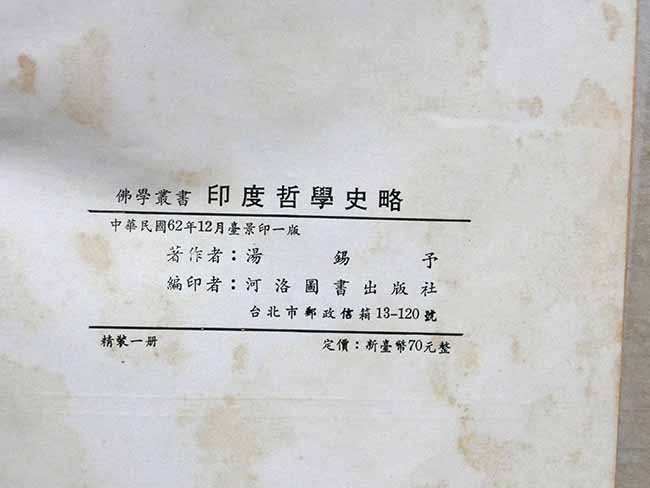 佛學叢書 印度哲學史略
中華民國62年12月臺景印一版
著作者：湯錫予
編印者：河洛圖書出版社
台北市郵政信箱13-120號
精裝一册 定價：新臺幣70元整